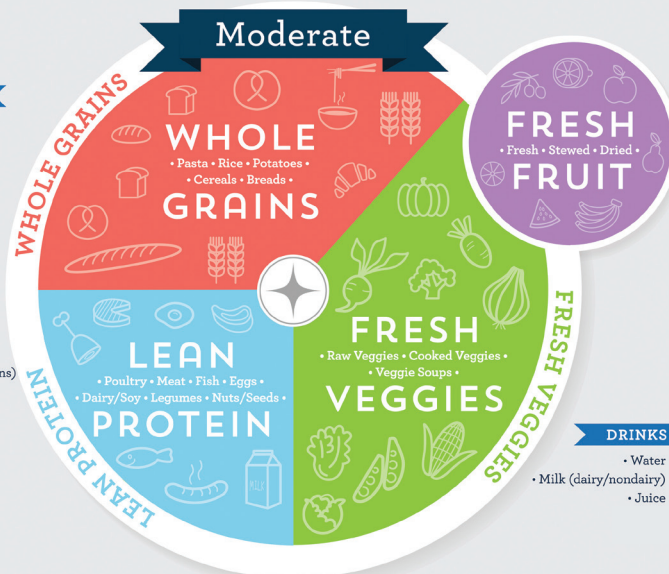 Moderate
WHOLE GRAINS
WHOLE
• Pasta • Rice • Potatoes •
• Cereals • Breads •
GRAINS
FRESH
• Fresh • Stewed • Dried •
FRUIT
LEAN
• Poultry • Meat • Fish • Eggs •
• Dairy/Soy • Legumes • Nuts/Seeds •
PROTEIN
LEAN PROTEIN
MILK
FRESH
• Raw Veggies • Cooked Veggies •
• Veggie Soups •
VEGGIES
FRESH VEGGIES
ns)
DRINKS
• Water
• Milk (dairy/nondairy)
• Juice